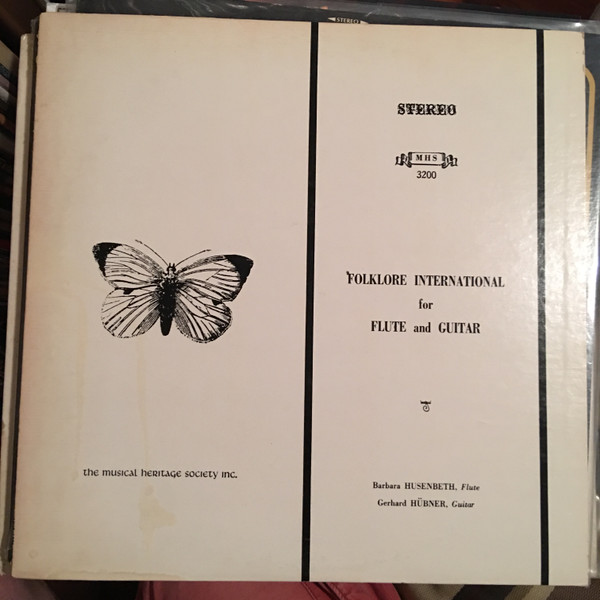 STEREO
STEREO
MHS
3200
FOLKLORE INTERNATIONAL
for
FLUTE and GUITAR
the musical heritage society inc.
Barbara HUSENBETH, Flute
Gerhard HÜBNER, Guitar